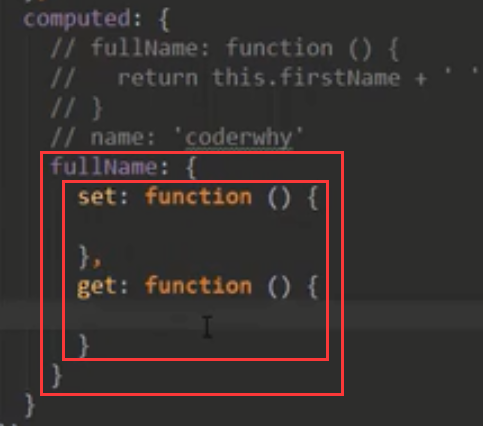 computed: {
// fullName: function () {
//   return this.firstName + ' '
// }
// name: 'coderwhy'
fullName: {
set: function () {
},
get: function () {
}
}
}